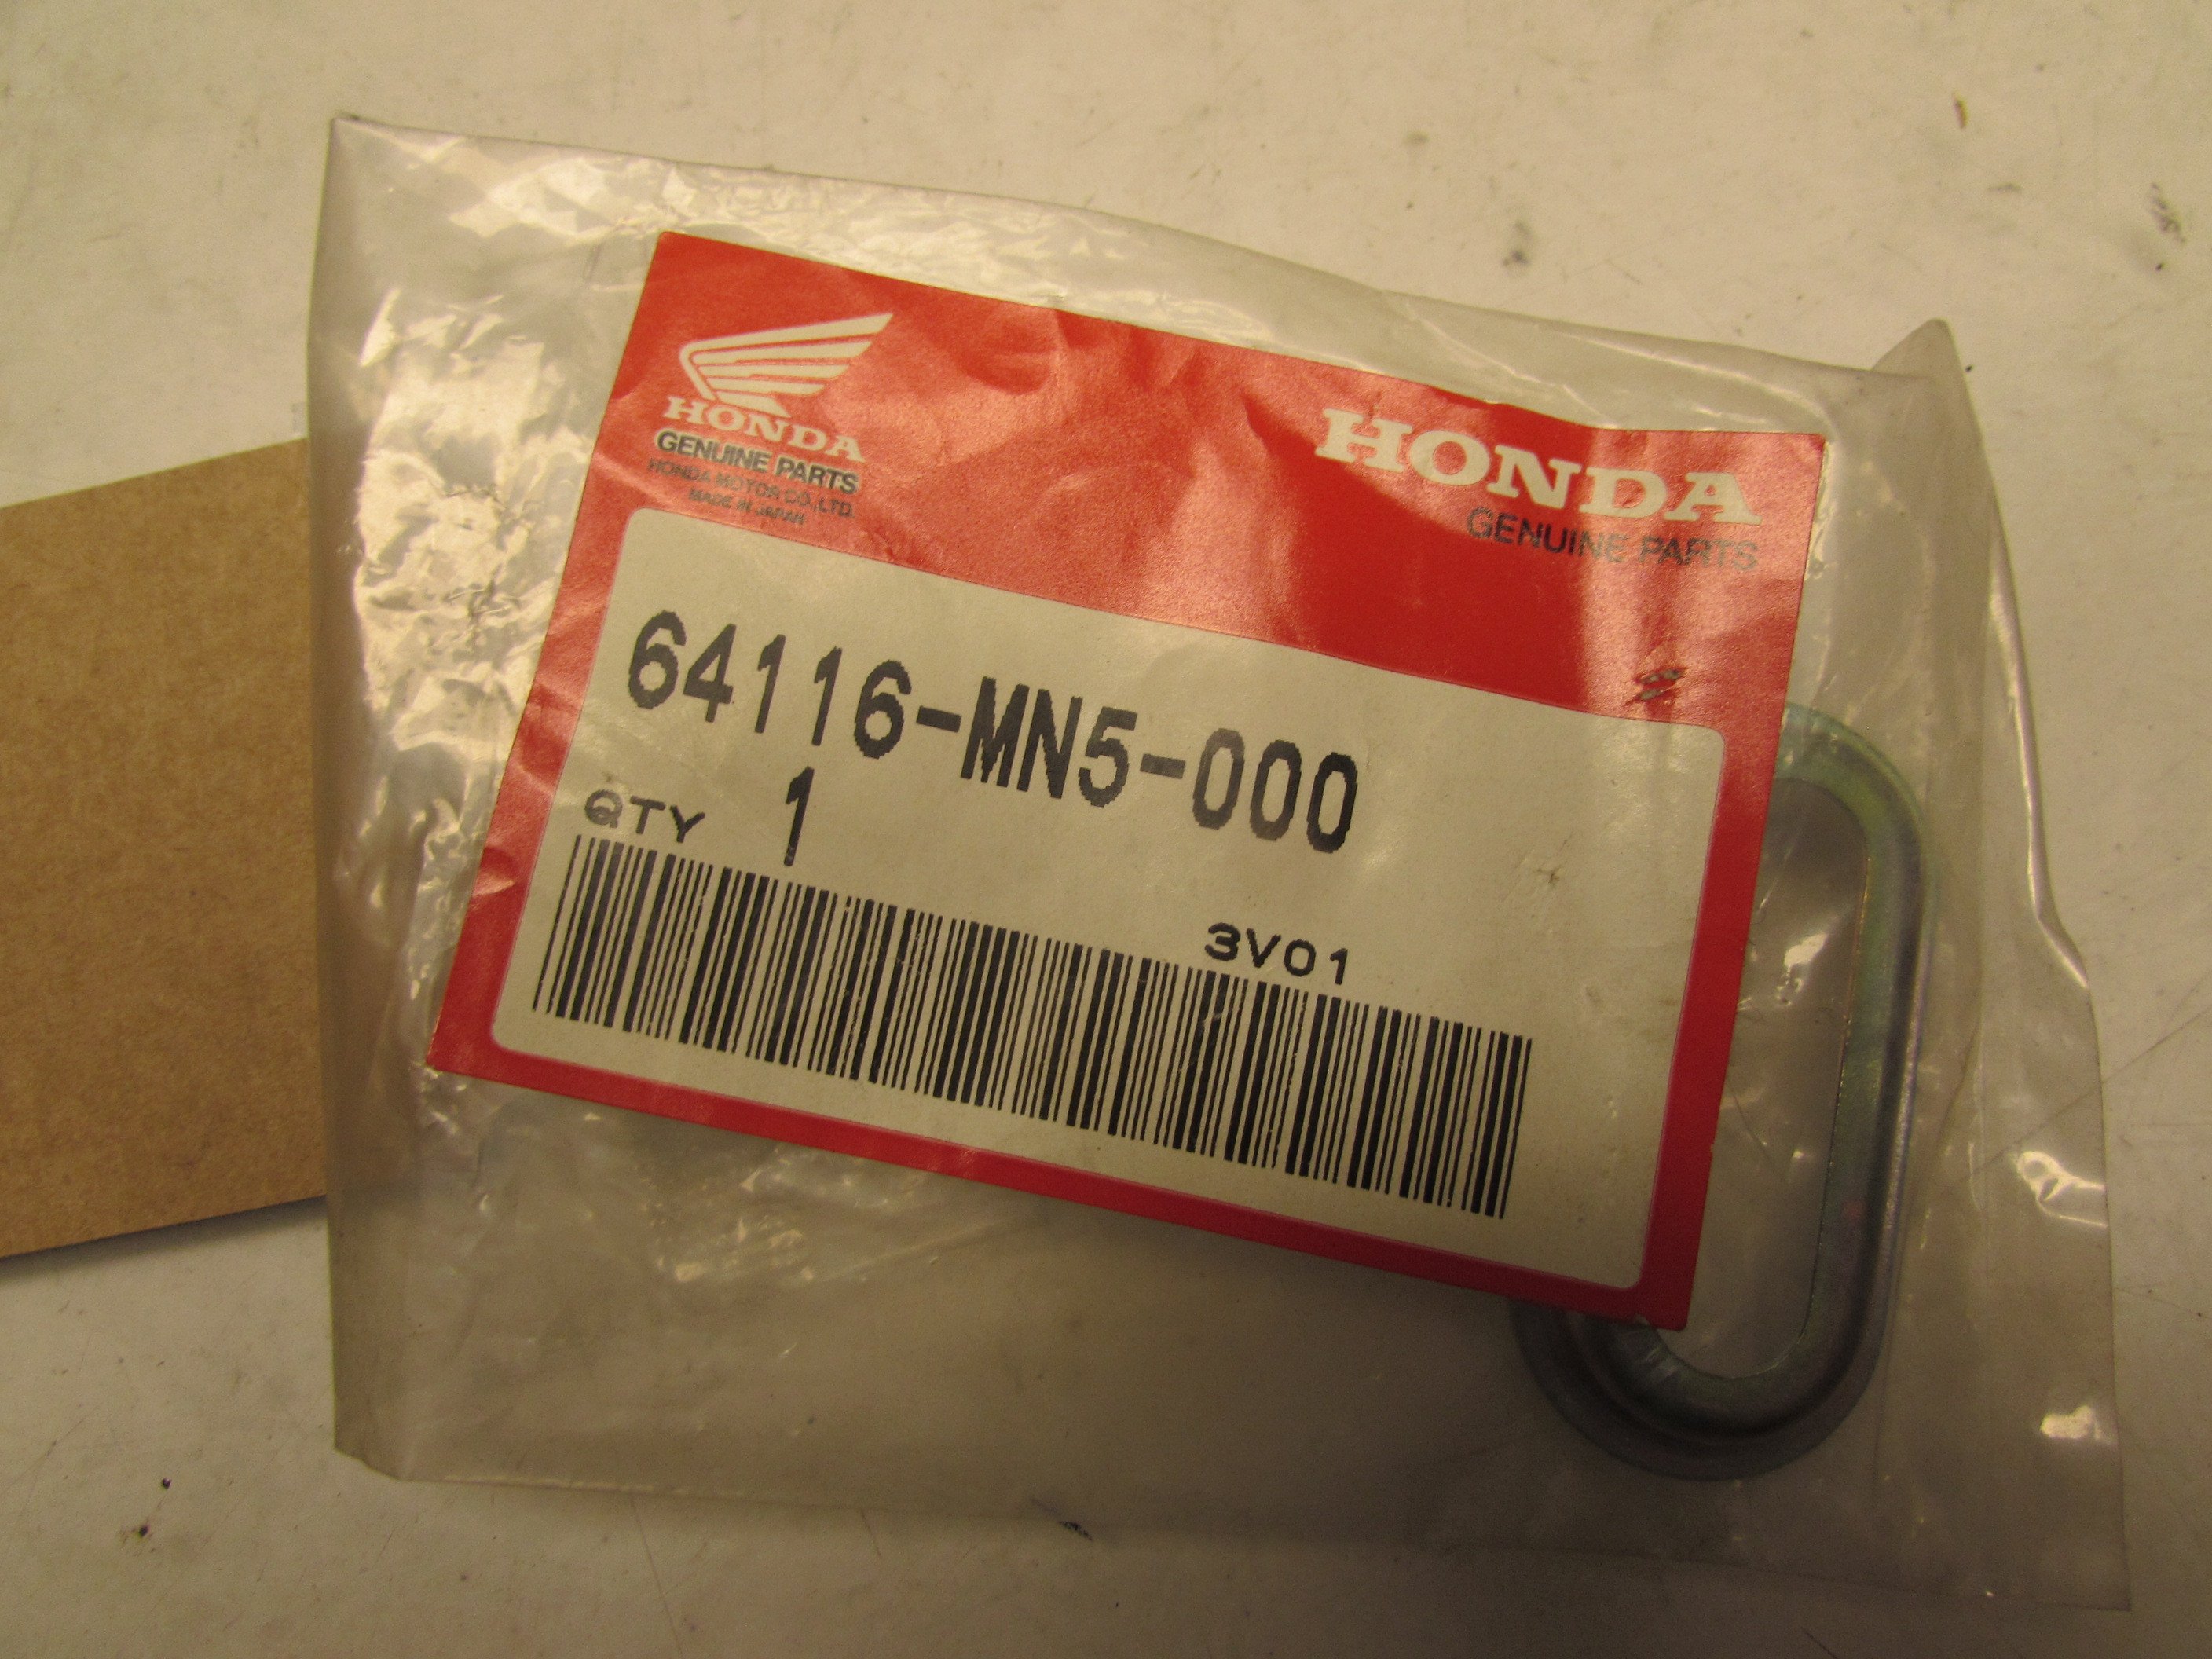 HONDA
GENUINE PARTS
HONDA MOTOR CO.,LTD.
MADE IN JAPAN
HONDA
GENUINE PARTS
64116-MN5-000
QTY 1
3V01